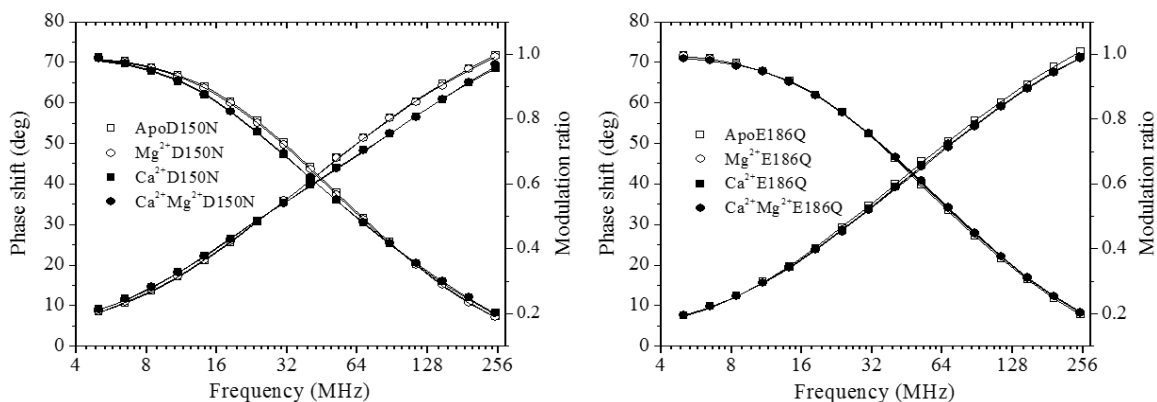 80
70
60
50
40
30
20
10
0
Phase shift (deg)
1.0
0.8
0.6
0.4
0.2
Modulation ratio
ApoD150N
Mg²⁺D150N
Ca²⁺D150N
Ca²⁺Mg²⁺D150N
4 8 16 32 64 128 256
Frequency (MHz)
80
70
60
50
40
30
20
10
0
Phase shift (deg)
1.0
0.8
0.6
0.4
0.2
Modulation ratio
ApoE186Q
Mg²⁺E186Q
Ca²⁺E186Q
Ca²⁺Mg²⁺E186Q
4 8 16 32 64 128 256
Frequency (MHz)